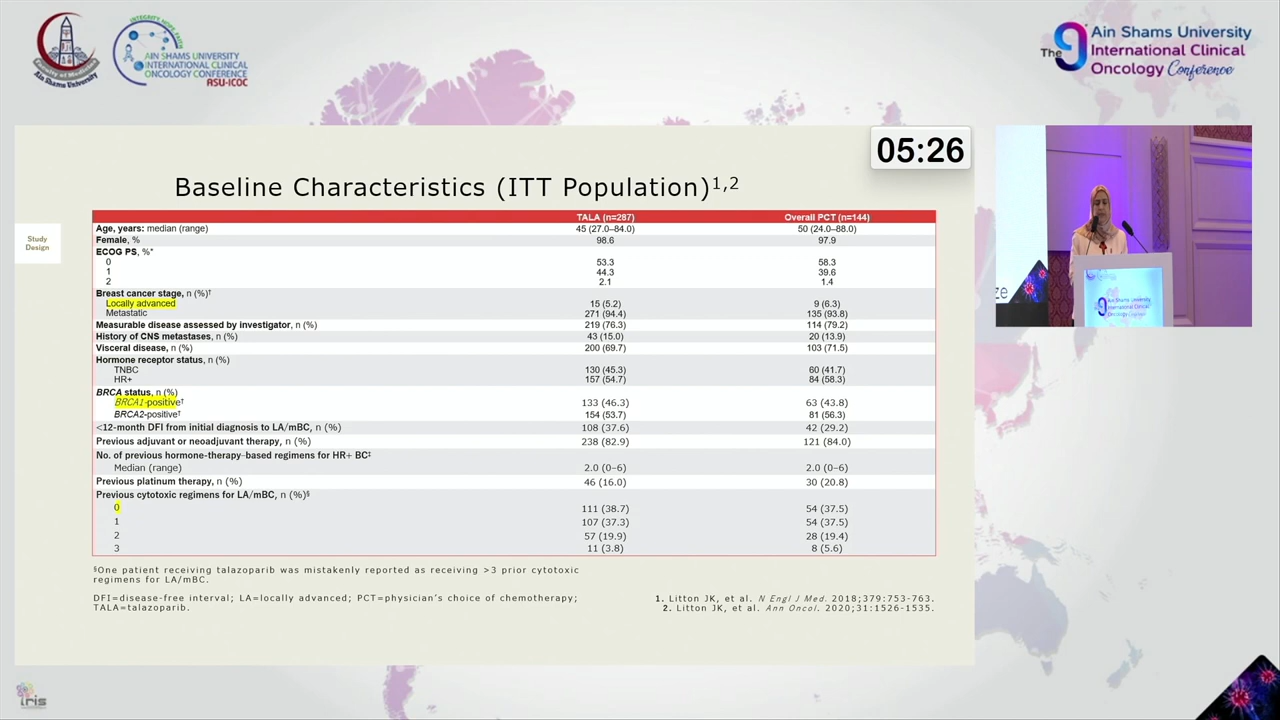 Faculty of Medicine
Ain Shams University
INTEGRITY HOPE FAITH
AIN SHAMS UNIVERSITY
INTERNATIONAL CLINICAL
ONCOLOGY CONFERENCE
ASU-ICOC
The 9 Ain Shams University
International Clinical
Oncology Conference
05:26
Baseline Characteristics (ITT Population)1,2
Study
Design
TALA (n=287) Overall PCT (n=144)
Age, years: median (range) 45 (27.0–84.0) 50 (24.0–88.0)
Female, % 98.6 97.9
ECOG PS, %*
0 53.3 58.3
1 44.3 39.6
2 2.1 1.4
Breast cancer stage, n (%)†
Locally advanced 15 (5.2) 9 (6.3)
Metastatic 271 (94.4) 135 (93.8)
Measurable disease assessed by investigator, n (%) 219 (76.3) 114 (79.2)
History of CNS metastases, n (%) 43 (15.0) 20 (13.9)
Visceral disease, n (%) 200 (69.7) 103 (71.5)
Hormone receptor status, n (%)
TNBC 130 (45.3) 60 (41.7)
HR+ 157 (54.7) 84 (58.3)
BRCA status, n (%)
BRCA1-positive† 133 (46.3) 63 (43.8)
BRCA2-positive† 154 (53.7) 81 (56.3)
<12-month DFI from initial diagnosis to LA/mBC, n (%) 108 (37.6) 42 (29.2)
Previous adjuvant or neoadjuvant therapy, n (%) 238 (82.9) 121 (84.0)
No. of previous hormone-therapy–based regimens for HR+ BC‡
Median (range) 2.0 (0–6) 2.0 (0–6)
Previous platinum therapy, n (%) 46 (16.0) 30 (20.8)
Previous cytotoxic regimens for LA/mBC, n (%)§
0 111 (38.7) 54 (37.5)
1 107 (37.3) 54 (37.5)
2 57 (19.9) 28 (19.4)
3 11 (3.8) 8 (5.6)
§One patient receiving talazoparib was mistakenly reported as receiving >3 prior cytotoxic
regimens for LA/mBC.
DFI=disease-free interval; LA=locally advanced; PCT=physician's choice of chemotherapy;
TALA=talazoparib.
1. Litton JK, et al. N Engl J Med. 2018;379:753-763.
2. Litton JK, et al. Ann Oncol. 2020;31:1526-1535.
ze
9 Ain Shams University
International Clinical
Oncology
iris